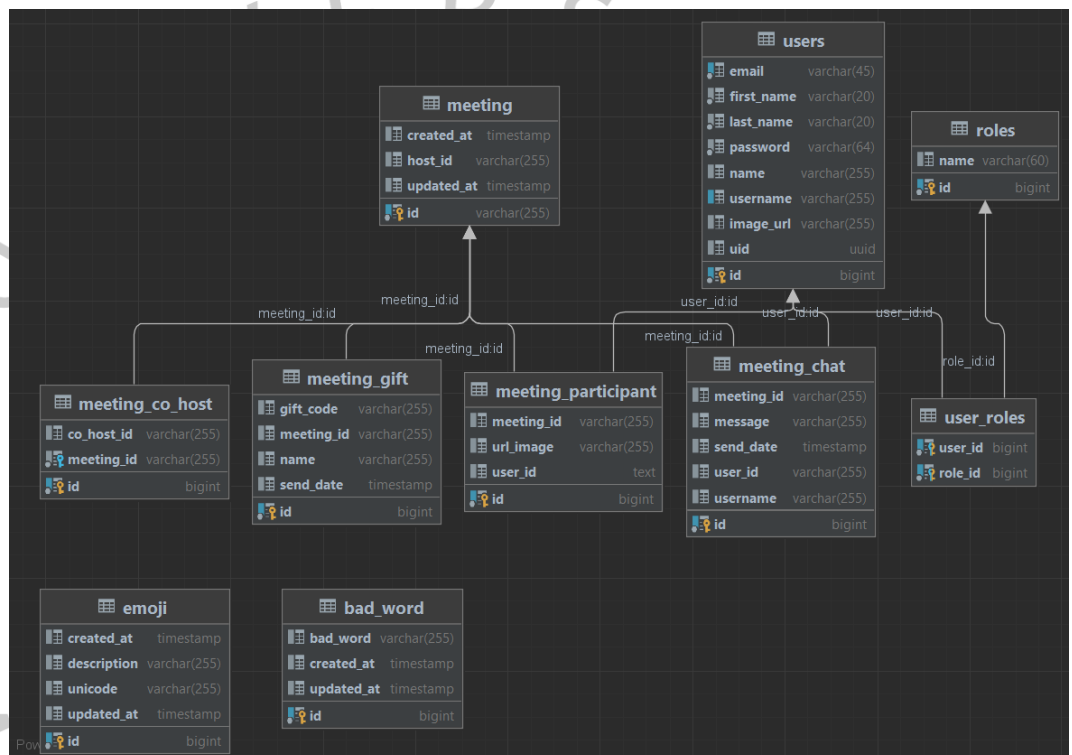 users
email varchar(45)
first_name varchar(20)
last_name varchar(20)
password varchar(64)
name varchar(255)
username varchar(255)
image_url varchar(255)
uid uuid
id bigint
meeting
created_at timestamp
host_id varchar(255)
updated_at timestamp
id varchar(255)
roles
name varchar(60)
id bigint
meeting_id:id
meeting_id:id
meeting_id:id
meeting_id:id
user_id:id
user_id:id
user_id:id
role_id:id
meeting_co_host
co_host_id varchar(255)
meeting_id varchar(255)
id bigint
meeting_gift
gift_code varchar(255)
meeting_id varchar(255)
name varchar(255)
send_date timestamp
id bigint
meeting_participant
meeting_id varchar(255)
url_image varchar(255)
user_id text
id bigint
meeting_chat
meeting_id varchar(255)
message varchar(255)
send_date timestamp
user_id varchar(255)
username varchar(255)
id bigint
user_roles
user_id bigint
role_id bigint
emoji
created_at timestamp
description varchar(255)
unicode varchar(255)
updated_at timestamp
id bigint
bad_word
bad_word varchar(255)
created_at timestamp
updated_at timestamp
id bigint